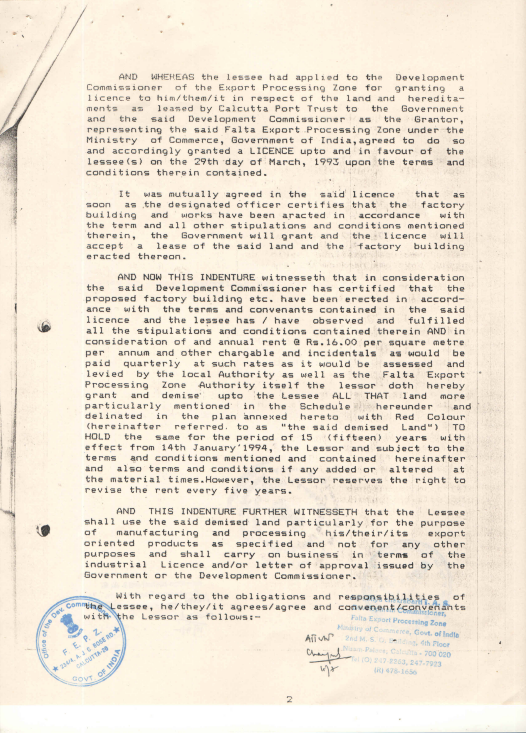 AND WHEREAS the lessee had applied to the Development
Commissioner of the Export Processing Zone for granting a
licence to him/them/it in respect of the land and heredita-
ments as leased by Calcutta Port Trust to the Government
and the said Development Commissioner as the Grantor,
representing the said Falta Export Processing Zone under the
Ministry of Commerce, Government of India,agreed to do so
and accordingly granted a LICENCE upto and in favour of the
lessee(s) on the 29th day of March, 1993 upon the terms and
conditions therein contained.
It was mutually agreed in the said licence that as
soon as the designated officer certifies that the factory
building and works have been aracted in accordance with
the term and all other stipulations and conditions mentioned
therein, the Government will grant and the licence will
accept a lease of the said land and the factory building
eracted thereon.
AND NOW THIS INDENTURE witnesseth that in consideration
the said Development Commissioner has certified that the
proposed factory building etc. have been erected in accord-
ance with the terms and convenants contained in the said
licence and the lessee has / have observed and fulfilled
all the stipulations and conditions contained therein AND in
consideration of and annual rent @ Rs.16.00 per square metre
per annum and other chargable and incidentals as would be
paid quarterly at such rates as it would be assessed and
levied by the local Authority as well as the Falta Export
Processing Zone Authority itself the lessor doth hereby
grant and demise upto the Lessee ALL THAT land more
particularly mentioned in the Schedule hereunder and
delinated in the plan annexed hereto with Red Colour
(hereinafter referred to as "the said demised Land") TO
HOLD the same for the period of 15 (fifteen) years with
effect from 14th January'1994, the Lessor and subject to the
terms and conditions mentioned and contained hereinafter
and also terms and conditions if any added or altered at
the material times.However, the Lessor reserves the right to
revise the rent every five years.
AND THIS INDENTURE FURTHER WITNESSETH that the Lessee
shall use the said demised land particularly for the purpose
of manufacturing and processing his/their/its export
oriented products as specified and not for any other
purposes and shall carry on business in terms of the
industrial Licence and/or letter of approval issued by the
Government or the Development Commissioner.
With regard to the obligations and responsibilities of
the Lessee, he/they/it agrees/agree and convenent/convenants
with the Lessor as follows:-
Office of the Dev. Comm
F. E. P. Z.
A. J. C. BOSE RD
CALCUTTA-20
GOVT. OF INDIA
Commissioner,
Falta Export Processing Zone
Ministry of Commerce, Govt. of India
4th Floor
Calcutta - 700 020
247-7923
2